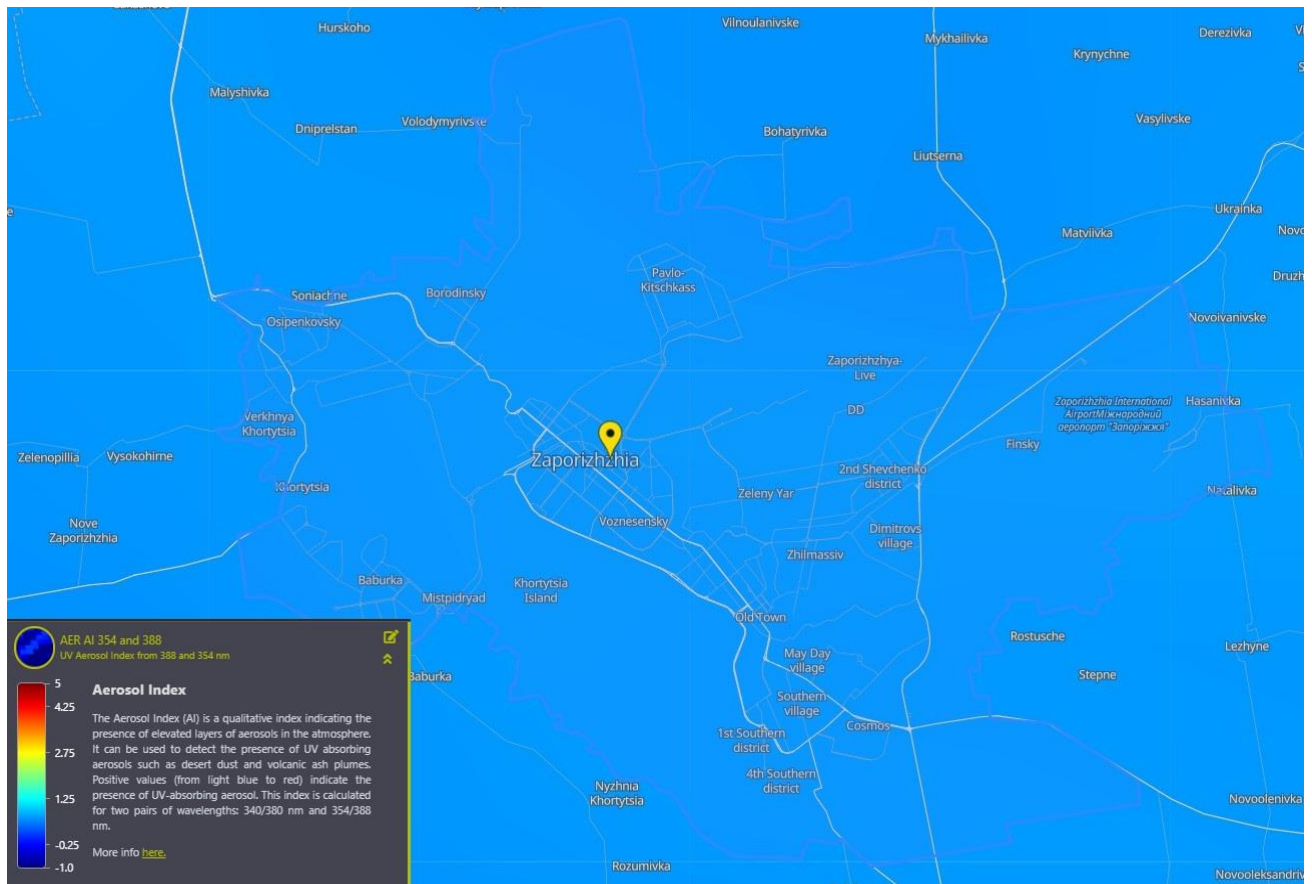 Hurskoho
Vilnoulanivske
Derezivka
Mykhailivka
Krynychne
Malyshivka
Volodymyrivske
Dniprelstan
Bohatyrivka
Vasylivske
Liutserna
Ukrainka
Matviivka
Novo
Pavlo-
Kitschkass
Druzh
Soniachne
Borodinsky
Osipenkovsky
Novoivanivske
Zaporizhzhya-
Live
Verkhnya
Khortytsia
DD
Zaporizhzhia International
AirportМіжнародний
аеропорт "Запоріжжя"
Hasanivka
Finsky
Zelenopillia
Vysokohirne
Zaporizhzhia
2nd Shevchenko
district
Khortytsia
Zeleny Yar
Natalivka
Nove
Zaporizhzhia
Voznesensky
Dimitrovs
village
Zhilmassiv
Baburka
Khortytsia
Island
Mistpidryad
Old Town
Rostusche
Lezhyne
May Day
village
Stepne
Baburka
Southern
village
Cosmos
1st Southern
district
4th Southern
district
Nyzhnia
Khortytsia
Novoolenivka
Rozumivka
Novooleksandriv
AER AI 354 and 388
UV Aerosol Index from 388 and 354 nm
5
4.25
2.75
1.25
-0.25
-1.0
Aerosol Index
The Aerosol Index (AI) is a qualitative index indicating the
presence of elevated layers of aerosols in the atmosphere.
It can be used to detect the presence of UV absorbing
aerosols such as desert dust and volcanic ash plumes.
Positive values (from light blue to red) indicate the
presence of UV-absorbing aerosol. This index is calculated
for two pairs of wavelengths: 340/380 nm and 354/388
nm.
More info here.